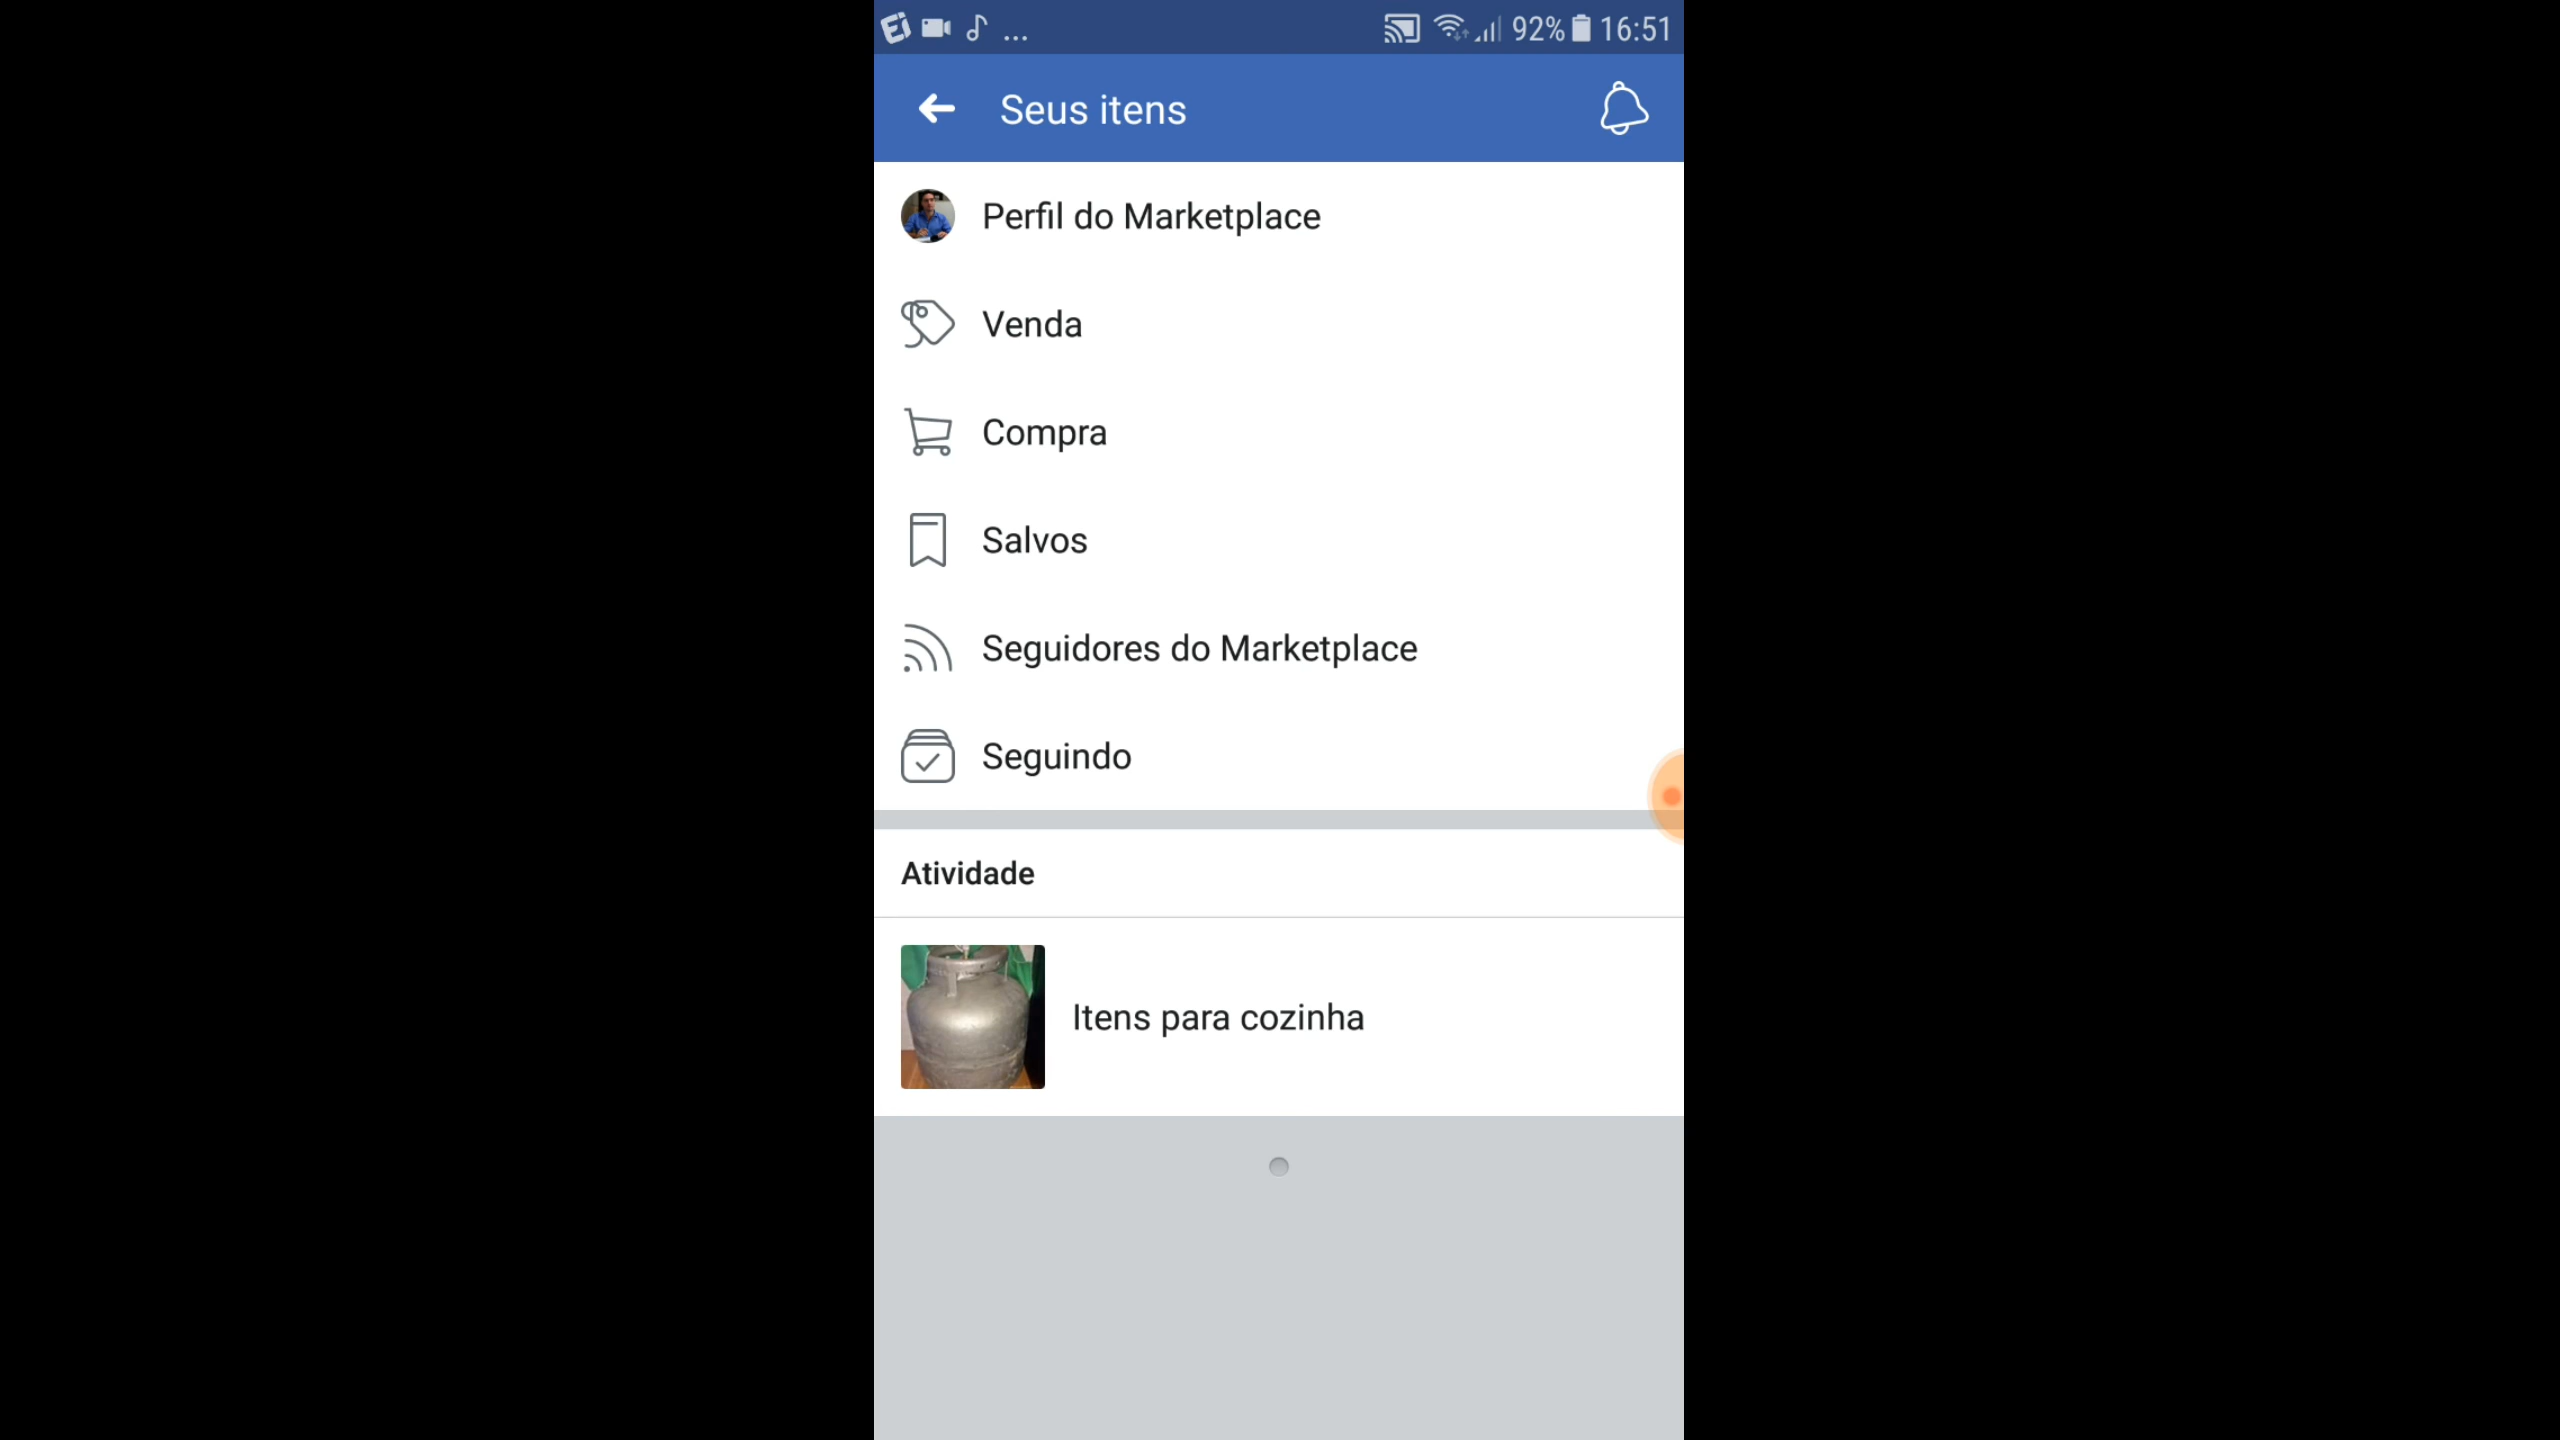 ... 92% 16:51
Seus itens
Perfil do Marketplace
Venda
Compra
Salvos
Seguidores do Marketplace
Seguindo
Atividade
Itens para cozinha